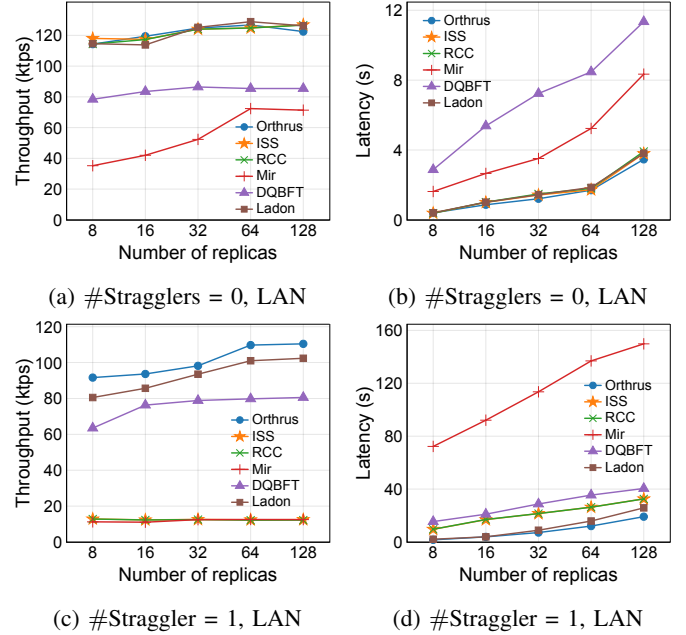 120
100
80
60
40
20
0
Throughput (ktps)
8 16 32 64 128
Number of replicas
Orthrus
ISS
RCC
Mir
DQBFT
Ladon
(a) #Stragglers = 0, LAN
12
8
4
0
Latency (s)
8 16 32 64 128
Number of replicas
Orthrus
ISS
RCC
Mir
DQBFT
Ladon
(b) #Stragglers = 0, LAN
120
100
80
60
40
20
0
Throughput (ktps)
8 16 32 64 128
Number of replicas
Orthrus
ISS
RCC
Mir
DQBFT
Ladon
(c) #Straggler = 1, LAN
160
120
80
40
0
Latency (s)
8 16 32 64 128
Number of replicas
Orthrus
ISS
RCC
Mir
DQBFT
Ladon
(d) #Straggler = 1, LAN